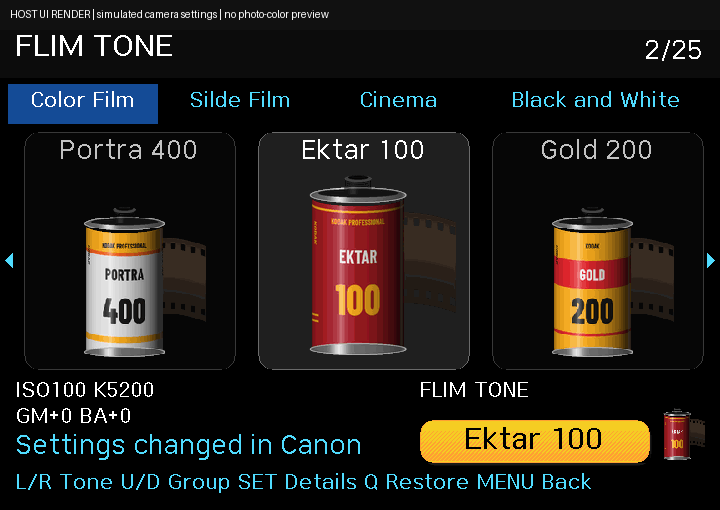 HOST UI RENDER | simulated camera settings | no photo-color preview
FLIM TONE
2/25
Color Film
Silde Film
Cinema
Black and White
Portra 400
Ektar 100
Gold 200
KODAK PROFESSIONAL
PORTRA
400
KODAK PROFESSIONAL
KODAK
EKTAR
100
KODAK
GOLD
200
ISO100 K5200
GM+0 BA+0
Settings changed in Canon
FLIM TONE
Ektar 100
100
L/R Tone U/D Group SET Details Q Restore MENU Back